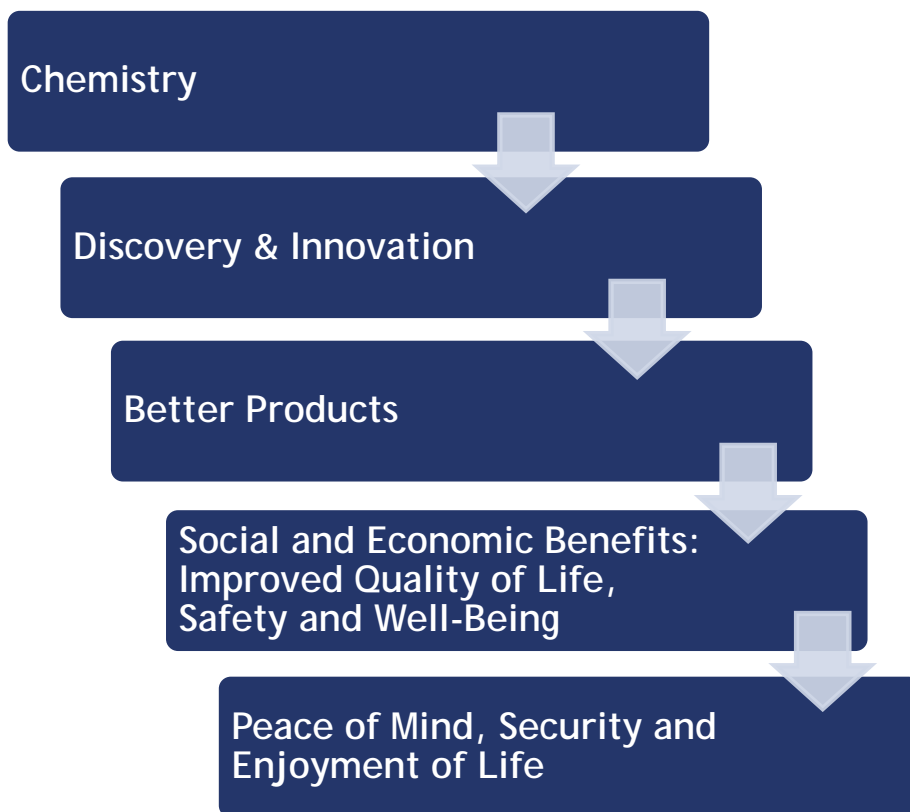 Chemistry
Discovery & Innovation
Better Products
Social and Economic Benefits:
Improved Quality of Life,
Safety and Well-Being
Peace of Mind, Security and
Enjoyment of Life